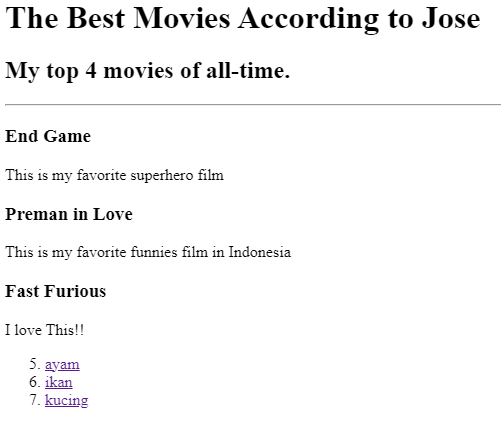 The Best Movies According to Jose
My top 4 movies of all-time.
End Game
This is my favorite superhero film
Preman in Love
This is my favorite funnies film in Indonesia
Fast Furious
I love This!!
5. ayam
6. ikan
7. kucing